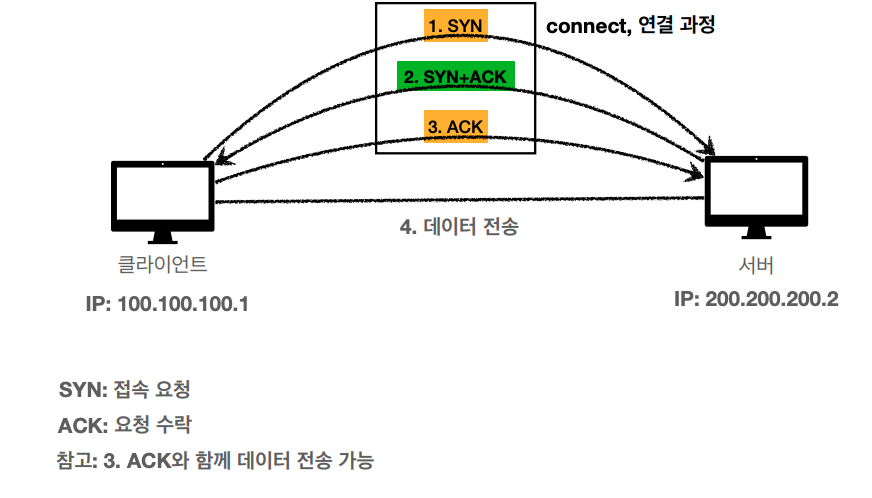 1. SYN
connect, 연결 과정
2. SYN+ACK
3. ACK
4. 데이터 전송
클라이언트
서버
IP: 100.100.100.1
IP: 200.200.200.2
SYN: 접속 요청
ACK: 요청 수락
참고: 3. ACK와 함께 데이터 전송 가능